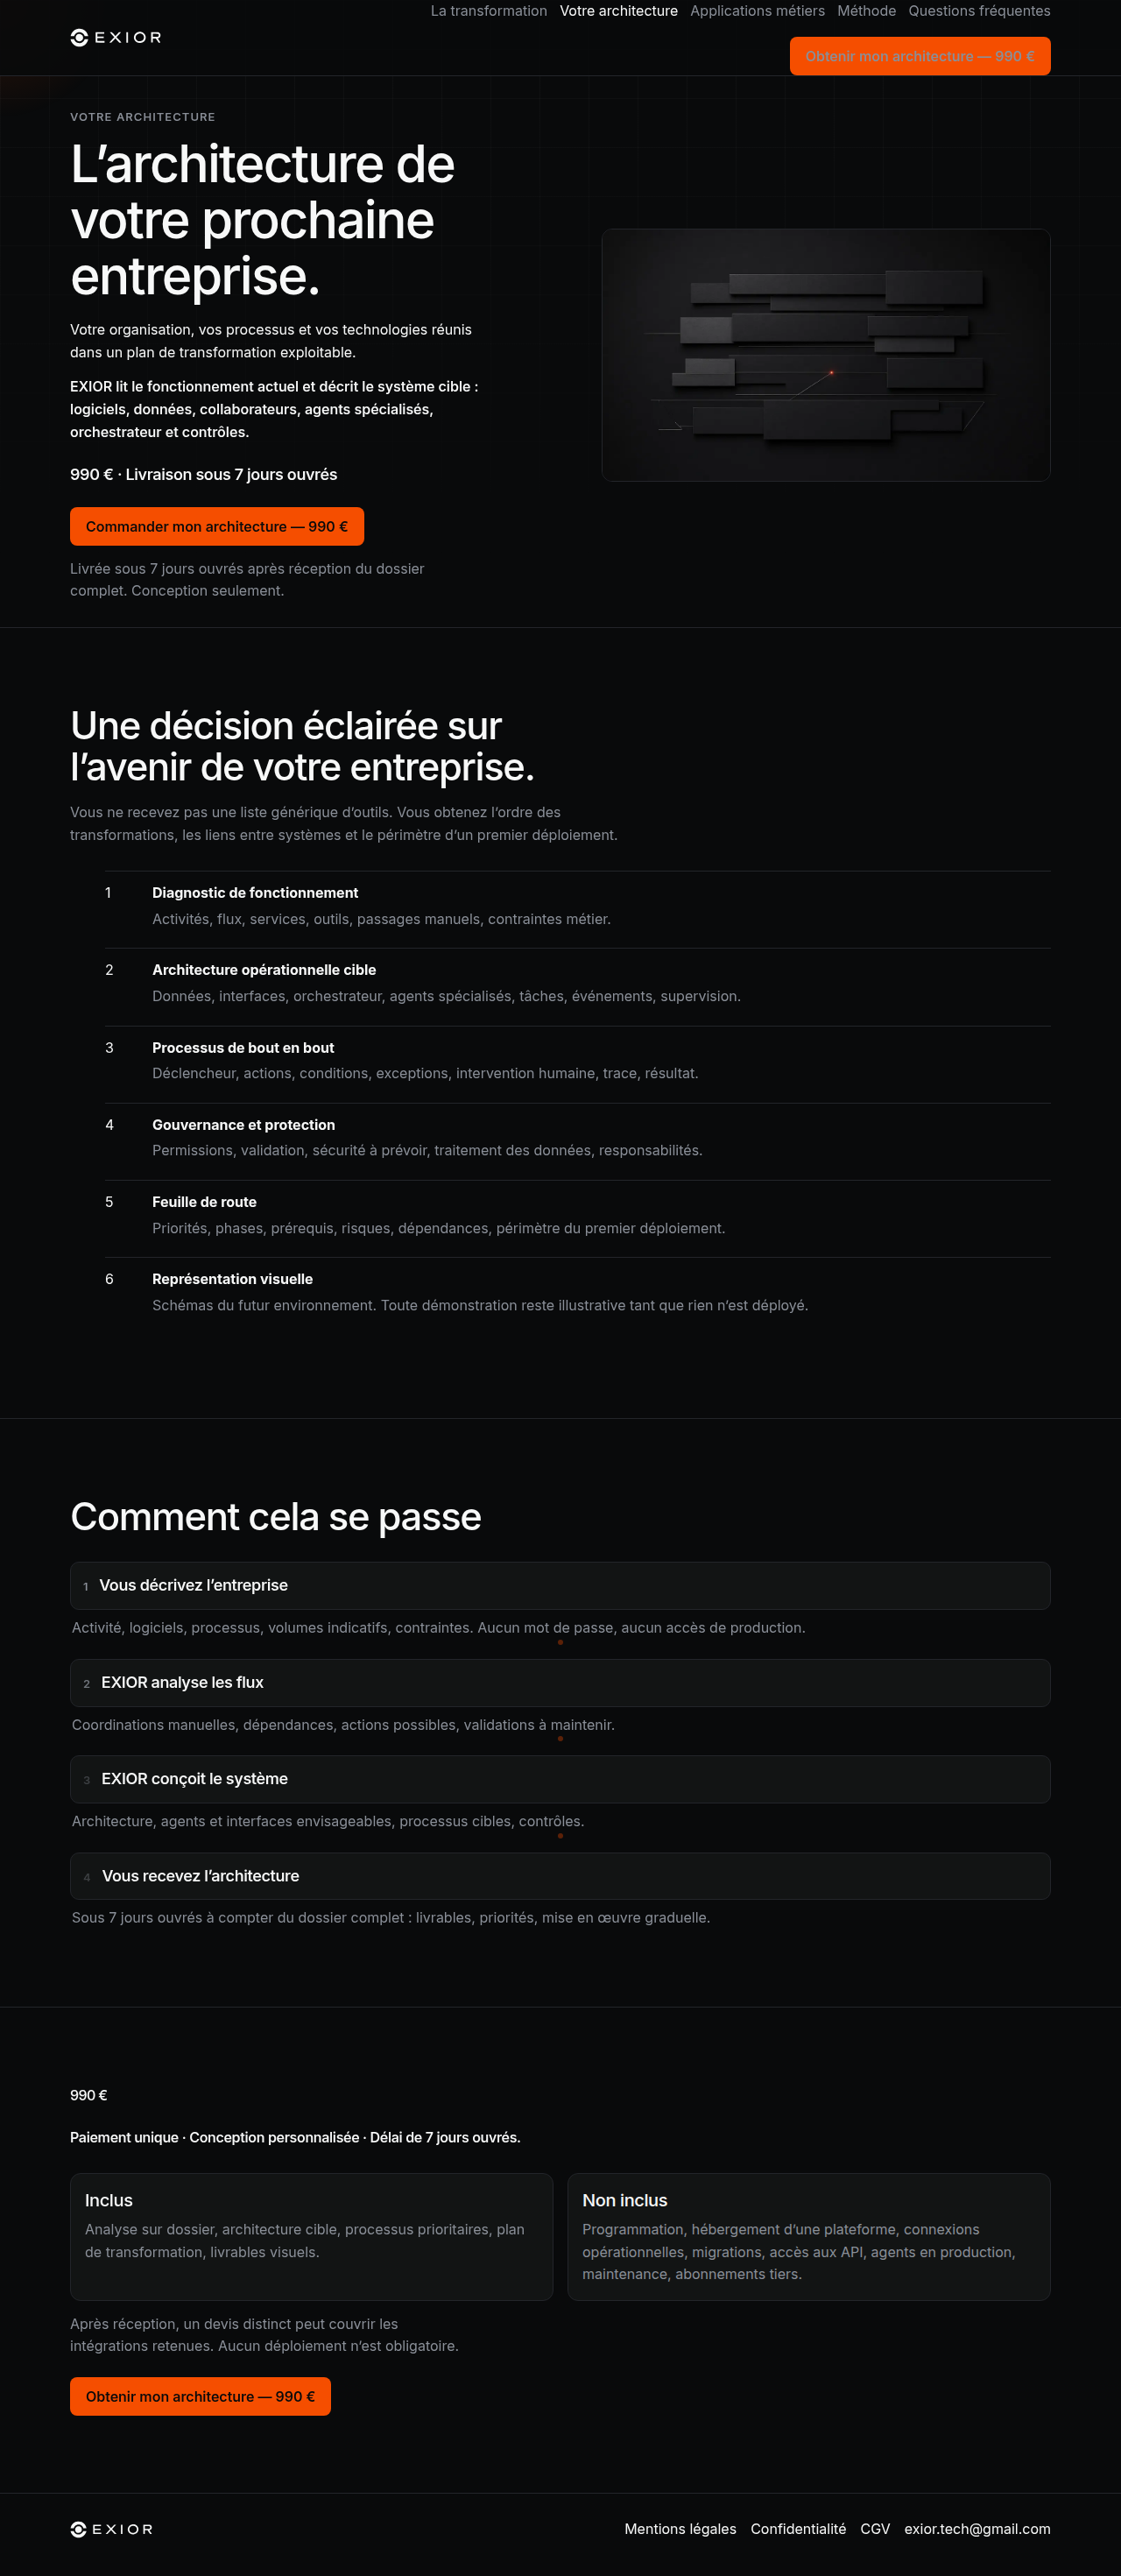 EXIOR
La transformation Votre architecture Applications métiers Méthode Questions fréquentes
Obtenir mon architecture — 990 €
VOTRE ARCHITECTURE
L’architecture de
votre prochaine
entreprise.
Votre organisation, vos processus et vos technologies réunis
dans un plan de transformation exploitable.
EXIOR lit le fonctionnement actuel et décrit le système cible :
logiciels, données, collaborateurs, agents spécialisés,
orchestrateur et contrôles.
990 € · Livraison sous 7 jours ouvrés
Commander mon architecture — 990 €
Livrée sous 7 jours ouvrés après réception du dossier
complet. Conception seulement.
Une décision éclairée sur
l’avenir de votre entreprise.
Vous ne recevez pas une liste générique d’outils. Vous obtenez l’ordre des
transformations, les liens entre systèmes et le périmètre d’un premier déploiement.
1 Diagnostic de fonctionnement
Activités, flux, services, outils, passages manuels, contraintes métier.
2 Architecture opérationnelle cible
Données, interfaces, orchestrateur, agents spécialisés, tâches, événements, supervision.
3 Processus de bout en bout
Déclencheur, actions, conditions, exceptions, intervention humaine, trace, résultat.
4 Gouvernance et protection
Permissions, validation, sécurité à prévoir, traitement des données, responsabilités.
5 Feuille de route
Priorités, phases, prérequis, risques, dépendances, périmètre du premier déploiement.
6 Représentation visuelle
Schémas du futur environnement. Toute démonstration reste illustrative tant que rien n’est déployé.
Comment cela se passe
1 Vous décrivez l’entreprise
Activité, logiciels, processus, volumes indicatifs, contraintes. Aucun mot de passe, aucun accès de production.
2 EXIOR analyse les flux
Coordinations manuelles, dépendances, actions possibles, validations à maintenir.
3 EXIOR conçoit le système
Architecture, agents et interfaces envisageables, processus cibles, contrôles.
4 Vous recevez l’architecture
Sous 7 jours ouvrés à compter du dossier complet : livrables, priorités, mise en œuvre graduelle.
990 €
Paiement unique · Conception personnalisée · Délai de 7 jours ouvrés.
Inclus
Analyse sur dossier, architecture cible, processus prioritaires, plan
de transformation, livrables visuels.
Non inclus
Programmation, hébergement d’une plateforme, connexions
opérationnelles, migrations, accès aux API, agents en production,
maintenance, abonnements tiers.
Après réception, un devis distinct peut couvrir les
intégrations retenues. Aucun déploiement n’est obligatoire.
Obtenir mon architecture — 990 €
EXIOR
Mentions légales Confidentialité CGV exior.tech@gmail.com